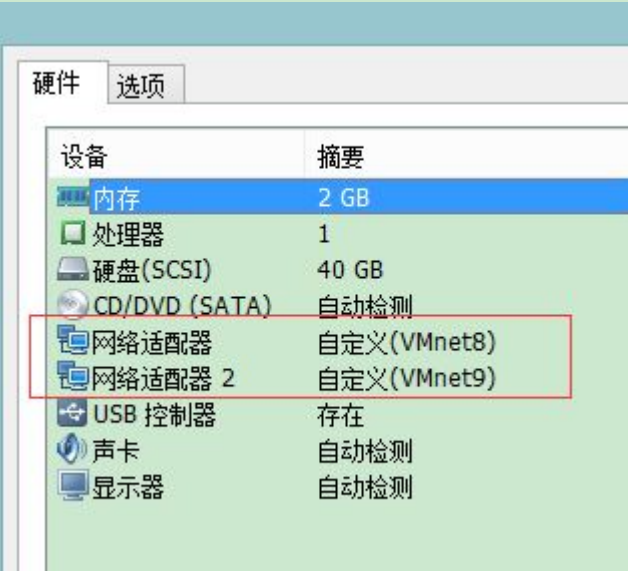 硬件 选项
设备 摘要
内存 2 GB
处理器 1
硬盘(SCSI) 40 GB
CD/DVD (SATA) 自动检测
网络适配器 自定义(VMnet8)
网络适配器 2 自定义(VMnet9)
USB 控制器 存在
声卡 自动检测
显示器 自动检测